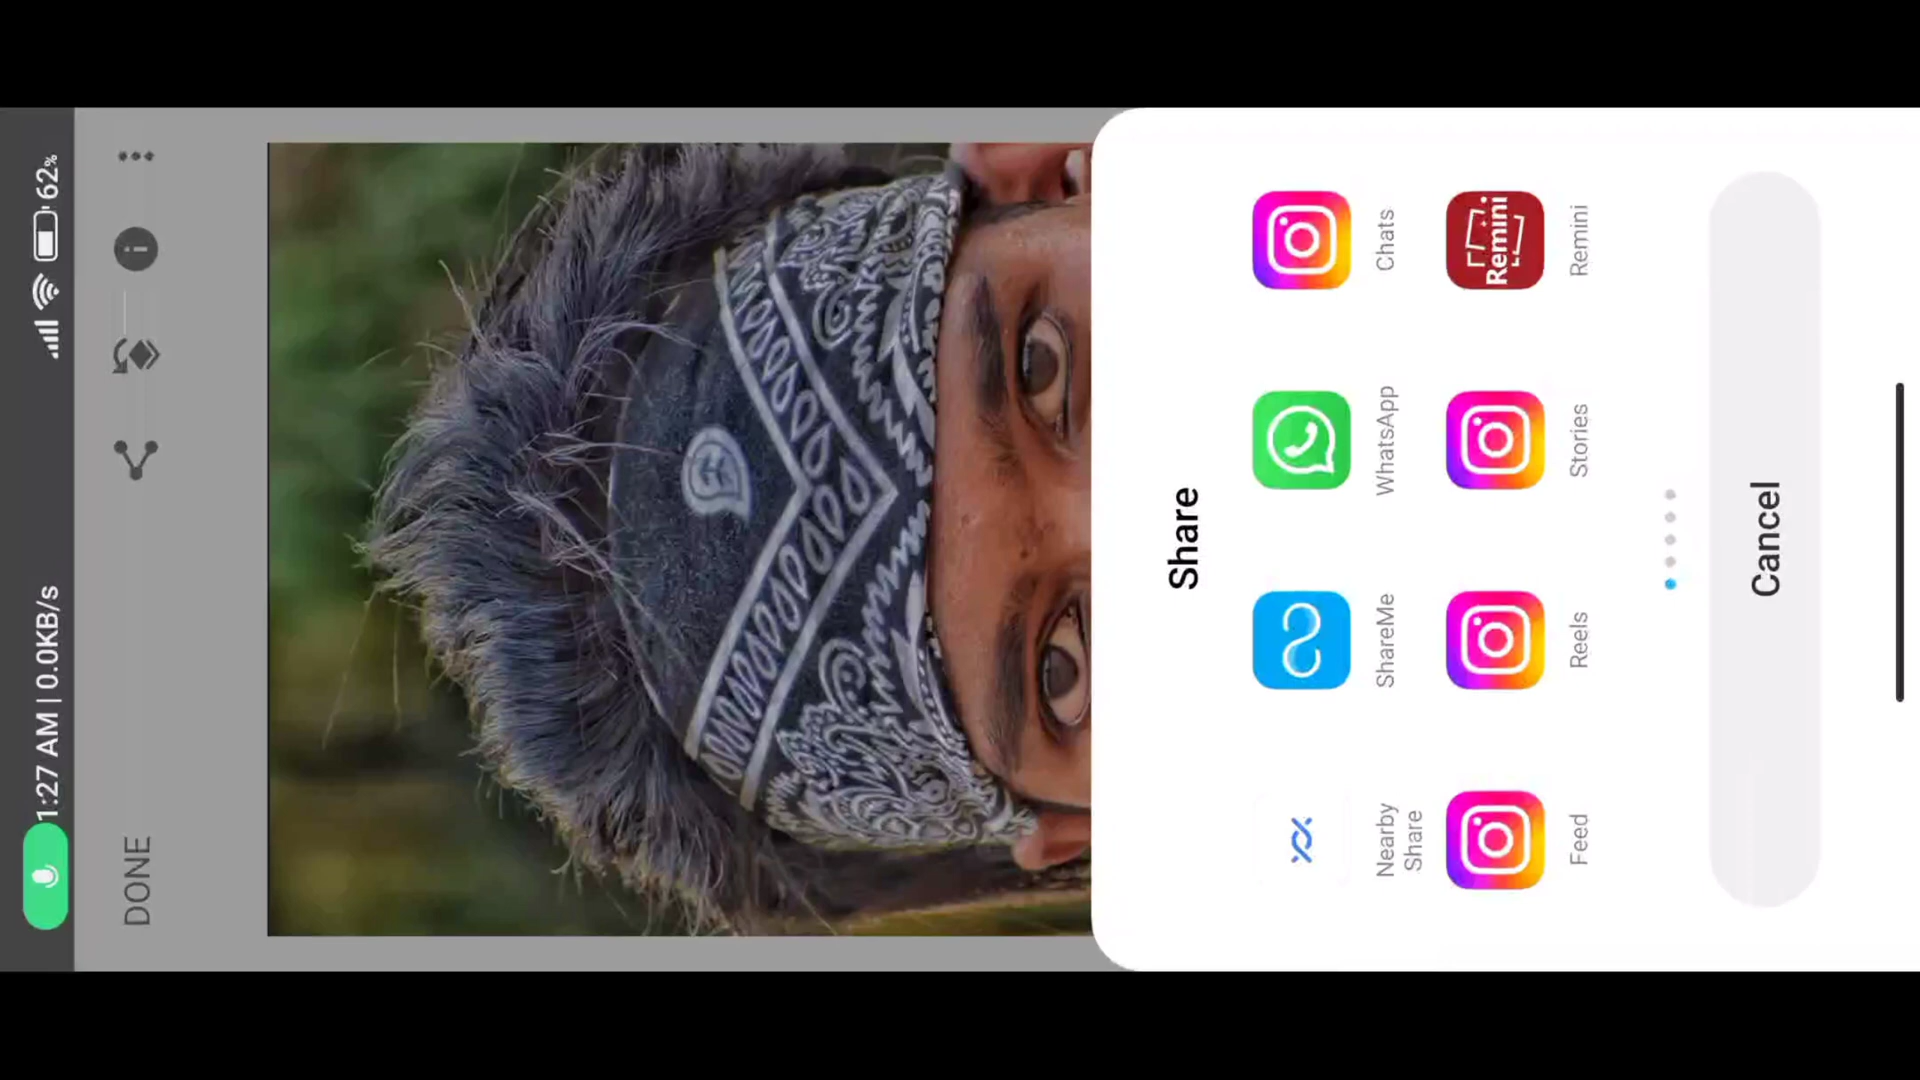 1:27 AM | 0.0KB/s
62%
DONE
Share
Nearby Share
ShareMe
WhatsApp
Chats
Feed
Reels
Stories
Remini
Remini
Cancel